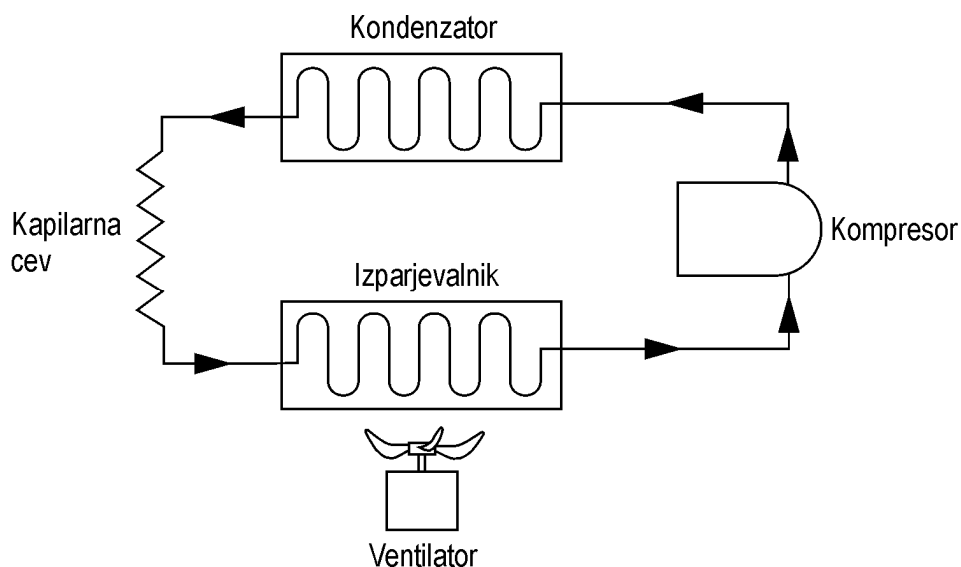 Kondenzator
Kapilarna
cev
Kompresor
Izparjevalnik
Ventilator